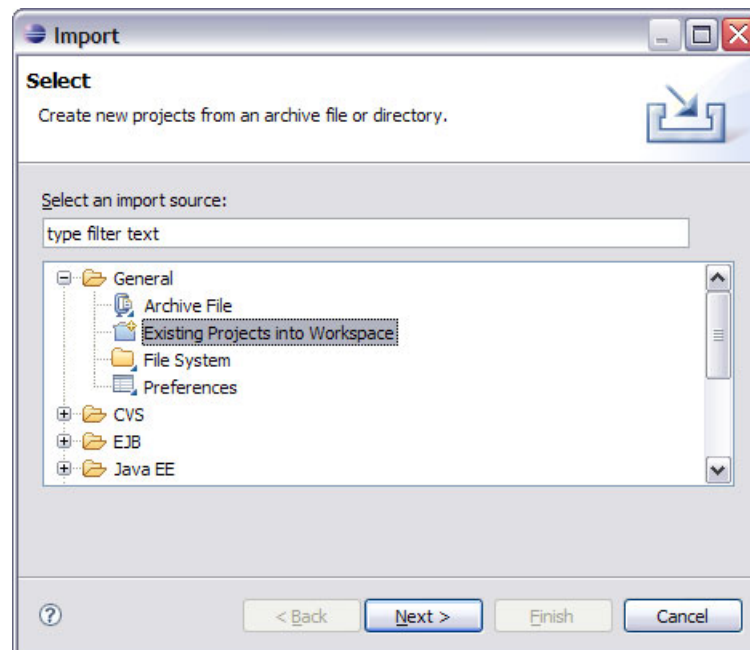 Import
Select
Create new projects from an archive file or directory.
Select an import source:
type filter text
General
Archive File
Existing Projects into Workspace
File System
Preferences
CVS
EJB
Java EE
< Back Next > Finish Cancel